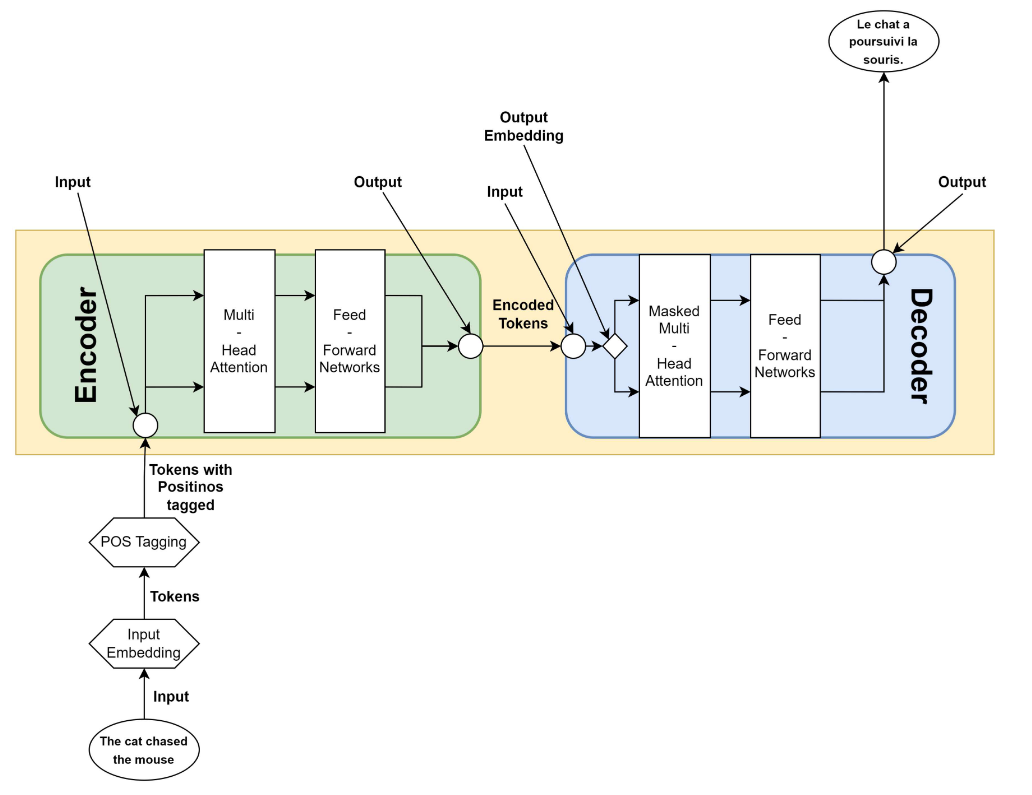 Le chat a
poursuivi la
souris.
Output
Embedding
Input
Output
Input
Output
Encoder
Multi
-
Head
Attention
Feed
-
Forward
Networks
Encoded
Tokens
Masked
Multi
-
Head
Attention
Feed
-
Forward
Networks
Decoder
Tokens with
Positinos
tagged
POS Tagging
Tokens
Input
Embedding
Input
The cat chased
the mouse